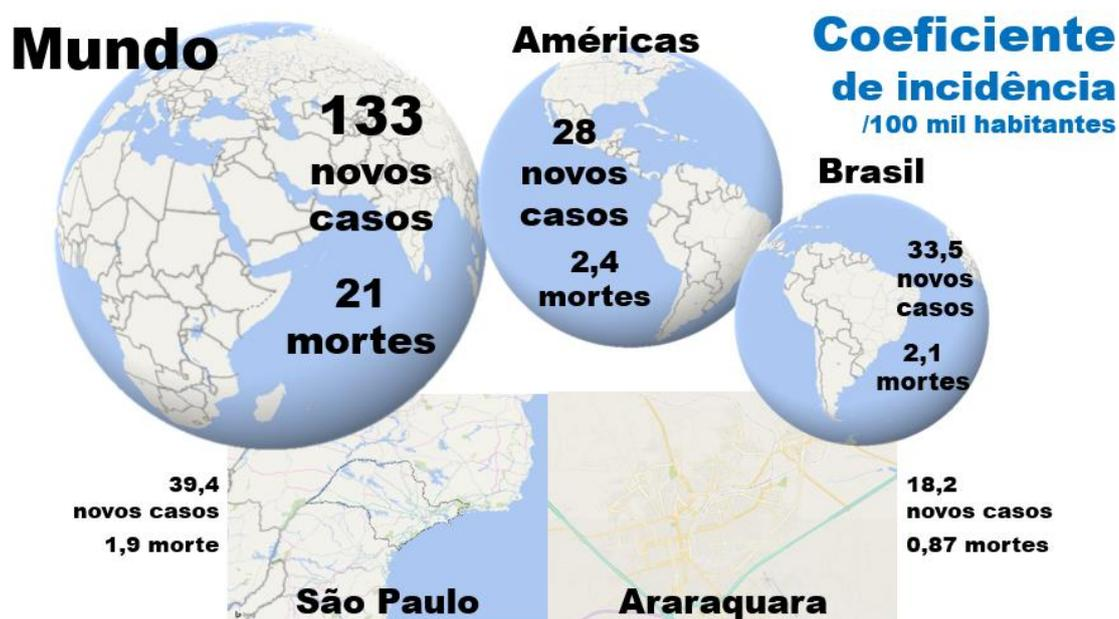 Mundo
133
novos
casos
21
mortes
Américas
28
novos
casos
2,4
mortes
Coeficiente
de incidência
/100 mil habitantes
Brasil
33,5
novos
casos
2,1
mortes
39,4
novos casos
1,9 morte
São Paulo
18,2
novos casos
0,87 mortes
Araraquara